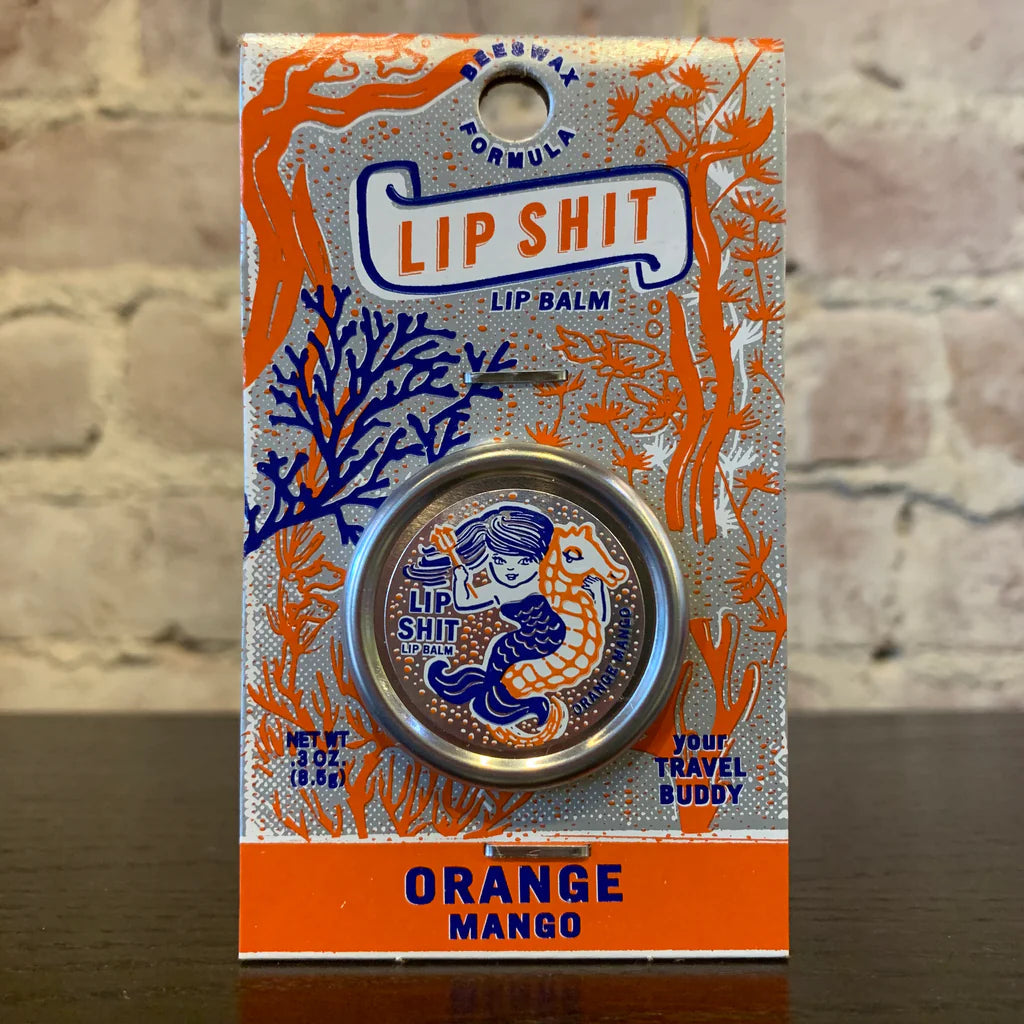 BEESWAX
FORMULA
LIP SHIT
LIP BALM
LIP
SHIT
LIP BALM
ORANGE MANGO
NET WT
.3 OZ.
(8.5g)
your
TRAVEL
BUDDY
ORANGE
MANGO